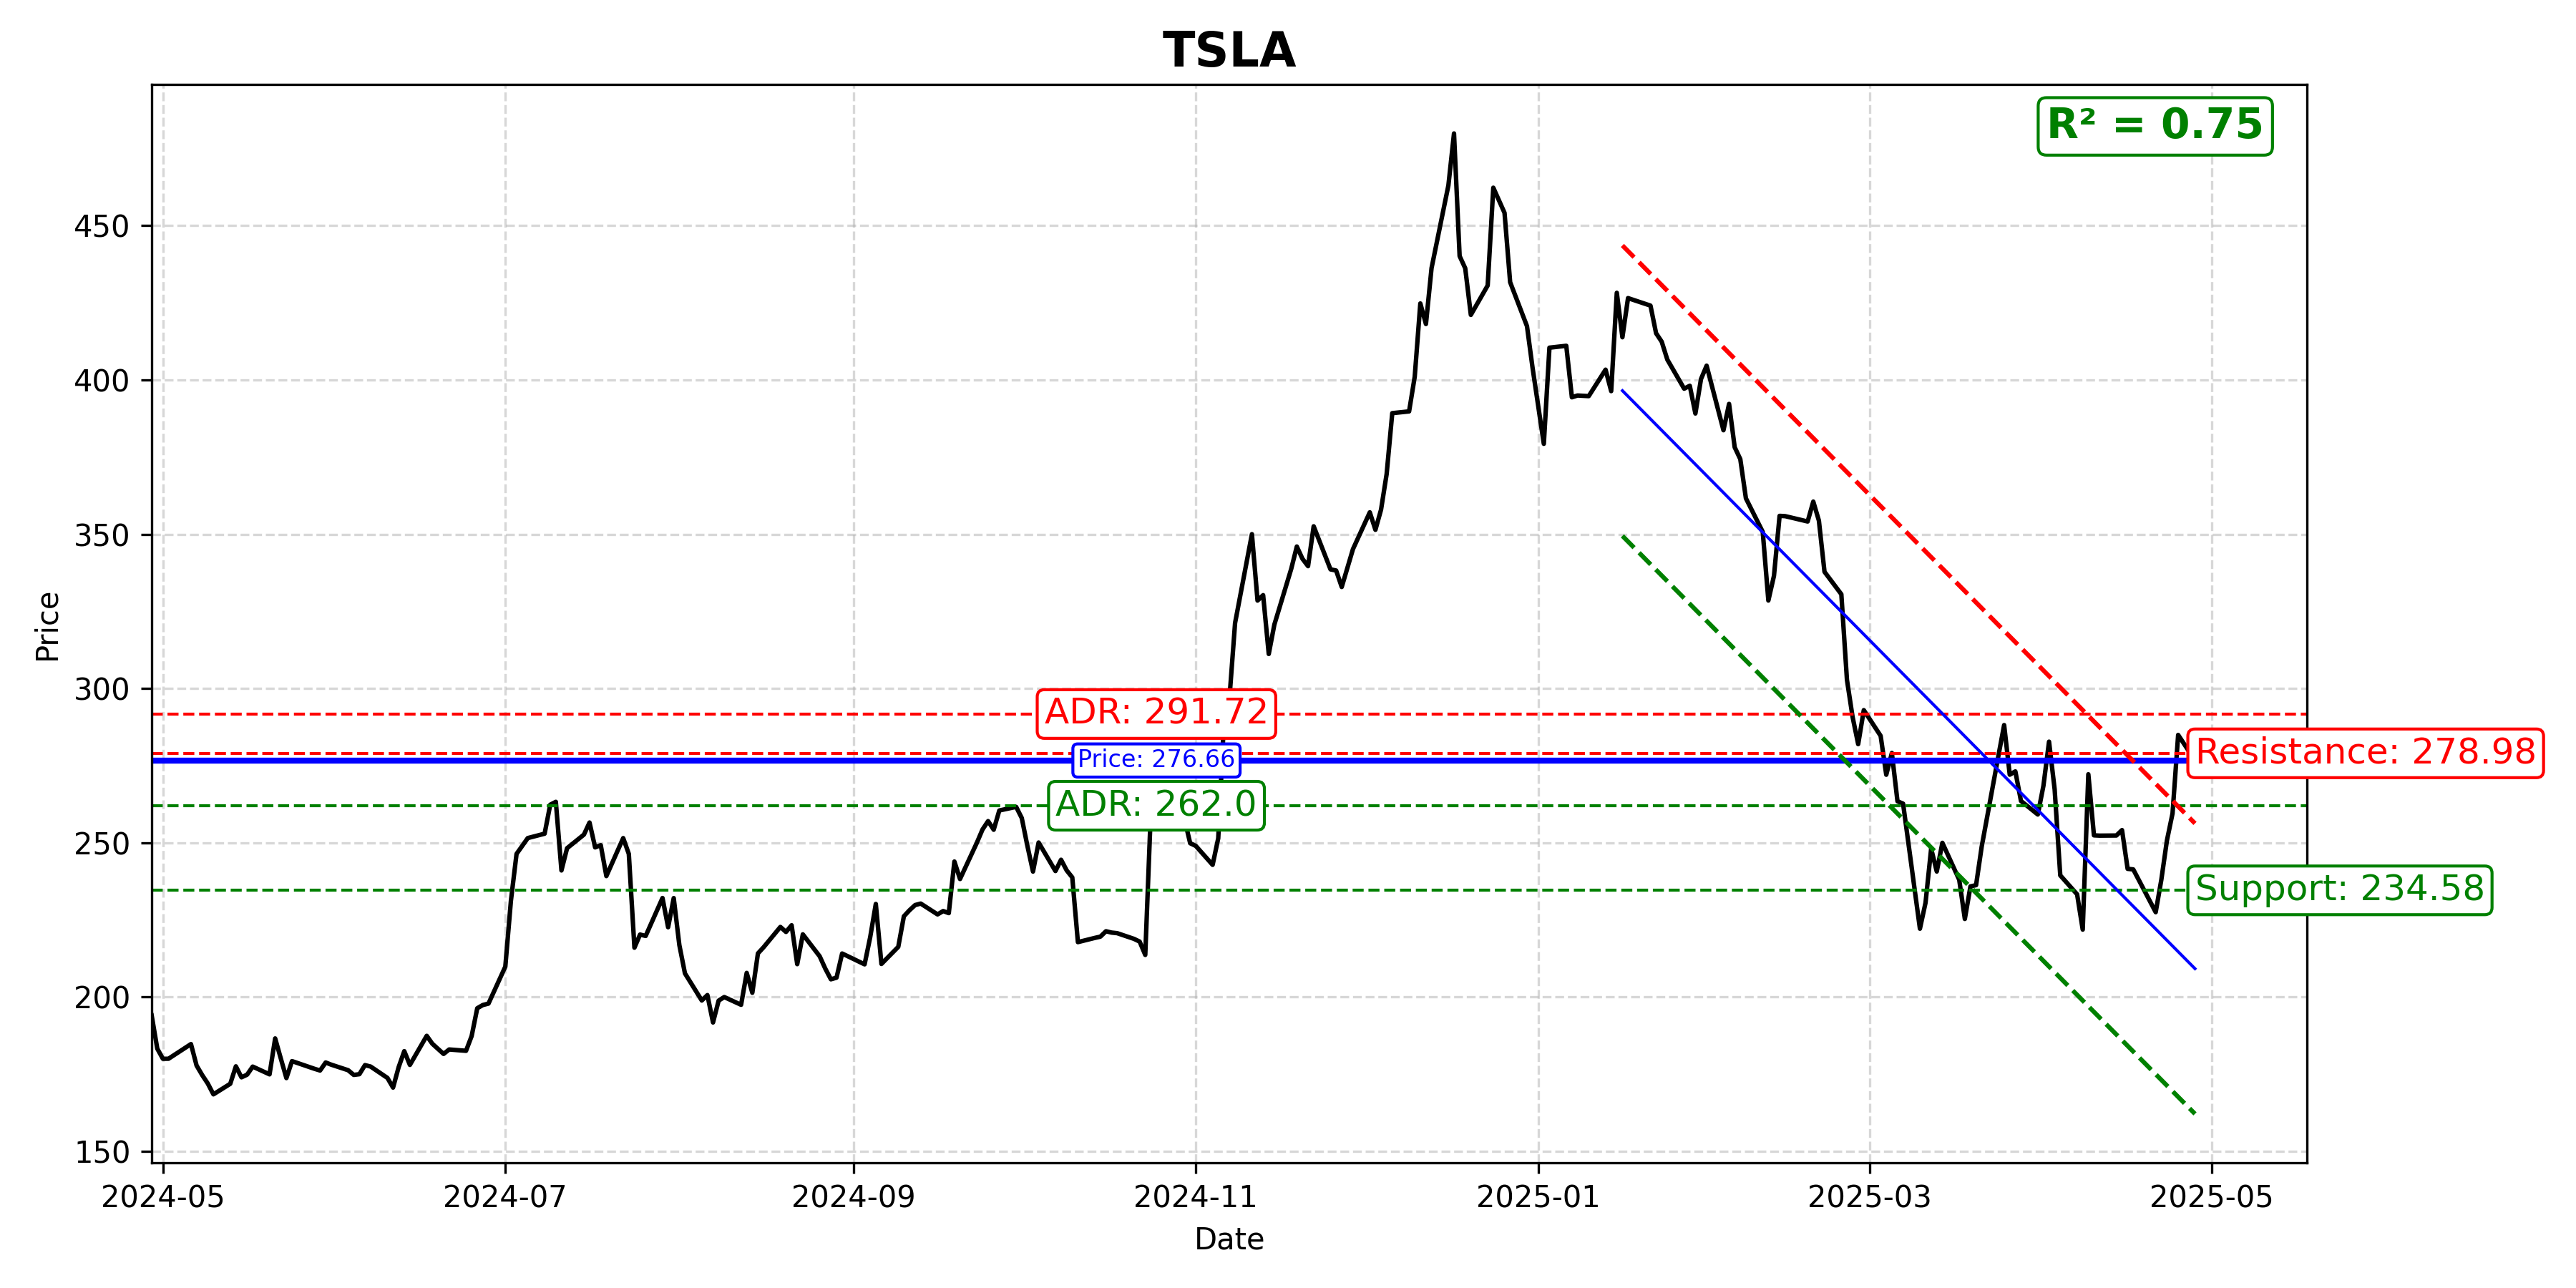 TSLA
R² = 0.75
450
400
350
300
250
200
150
Price
ADR: 291.72
Price: 276.66
ADR: 262.0
Resistance: 278.98
Support: 234.58
2024-05
2024-07
2024-09
2024-11
2025-01
2025-03
2025-05
Date